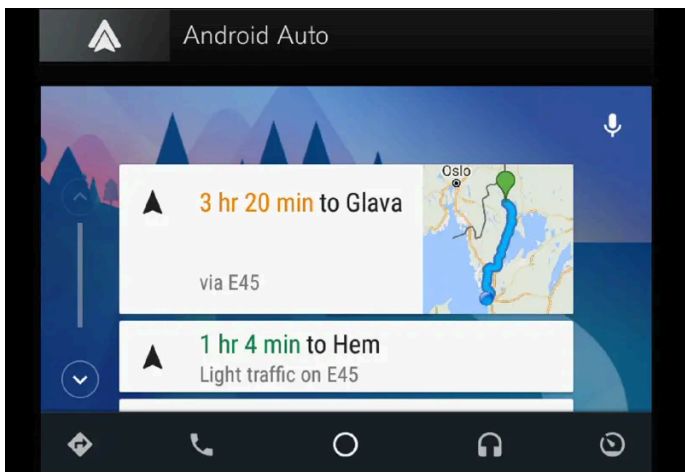 Android Auto
3 hr 20 min to Glava
via E45
Oslo
1 hr 4 min to Hem
Light traffic on E45